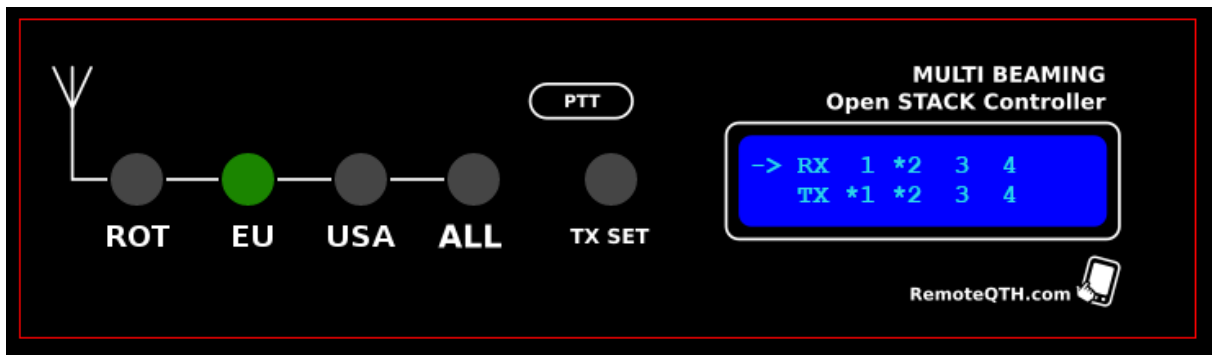 MULTI BEAMING
Open STACK Controller
PTT
-> RX 1 *2 3 4
TX *1 *2 3 4
ROT EU USA ALL TX SET
RemoteQTH.com